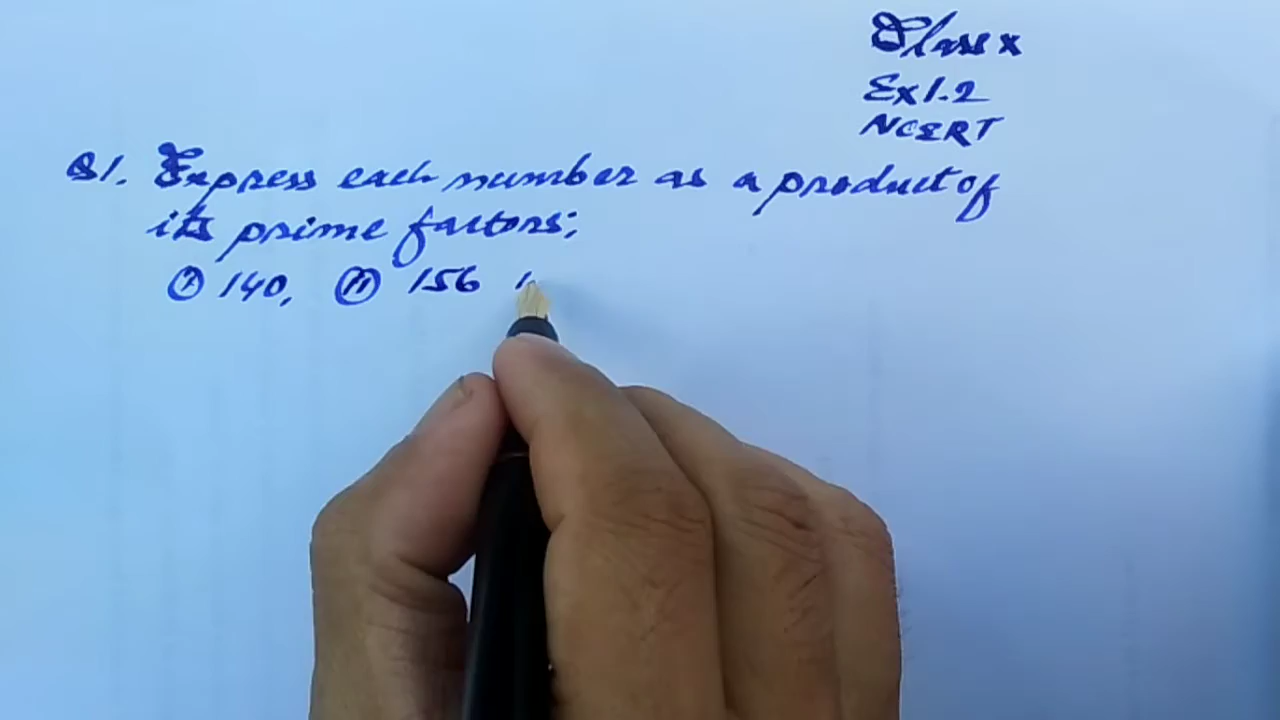 Class X
Ex 1.2
NCERT
Q1. Express each number as a product of
its prime factors;
(i) 140, (ii) 156